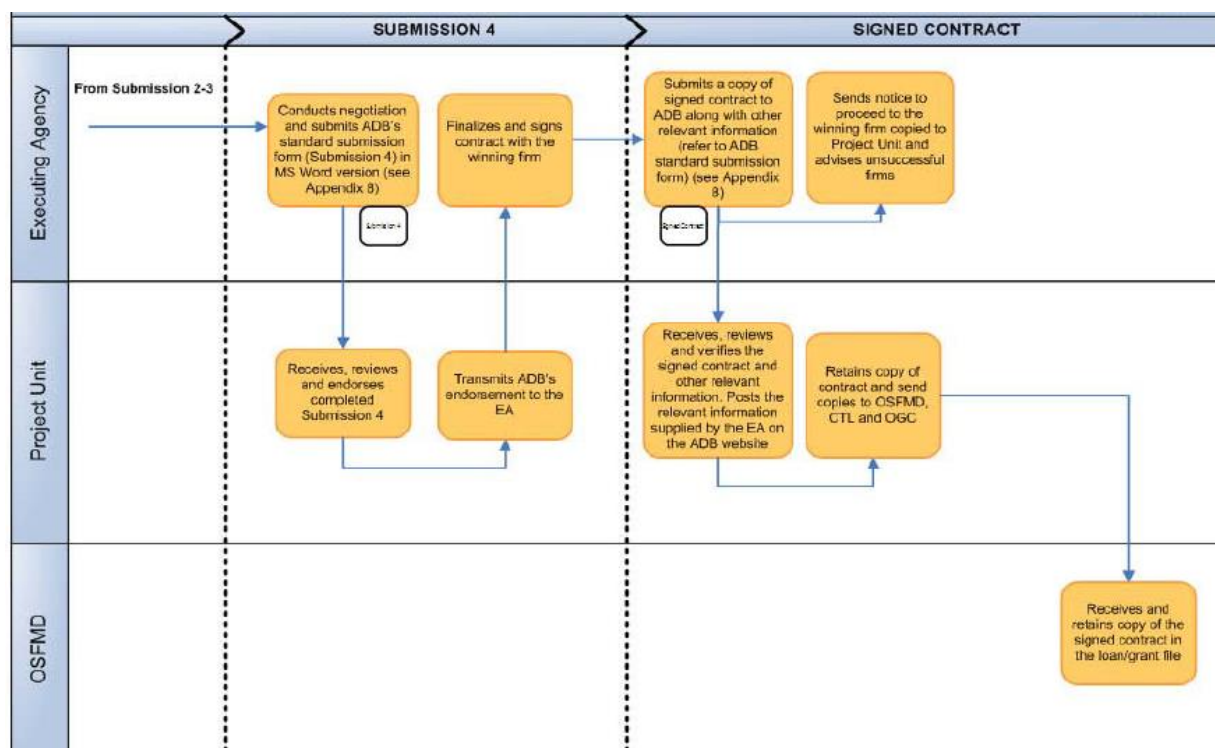 SUBMISSION 4
SIGNED CONTRACT
Executing Agency
From Submission 2-3
Conducts negotiation
and submits ADB's
standard submission
form (Submission 4) in
MS Word version (see
Appendix 8)
Submission 4
Finalizes and signs
contract with the winning
firm
Submits a copy of
signed contract to
ADB along with other
relevant information
(refer to ADB
standard submission
form) (see Appendix
8)
Signed Contract
Sends notice to
proceed to the
winning firm copied to
Project Unit and
advises unsuccessful
firms
Project Unit
Receives, reviews
and endorses
completed
Submission 4
Transmits ADB's
endorsement to the
EA
Receives, reviews
and verifies the
signed contract and
other relevant
information. Posts the
relevant information
supplied by the EA on
the ADB website
Retains copy of
contract and send
copies to OSFMD,
CTL and OGC
OSFMD
Receives and
retains copy of the
signed contract in
the loan/grant file